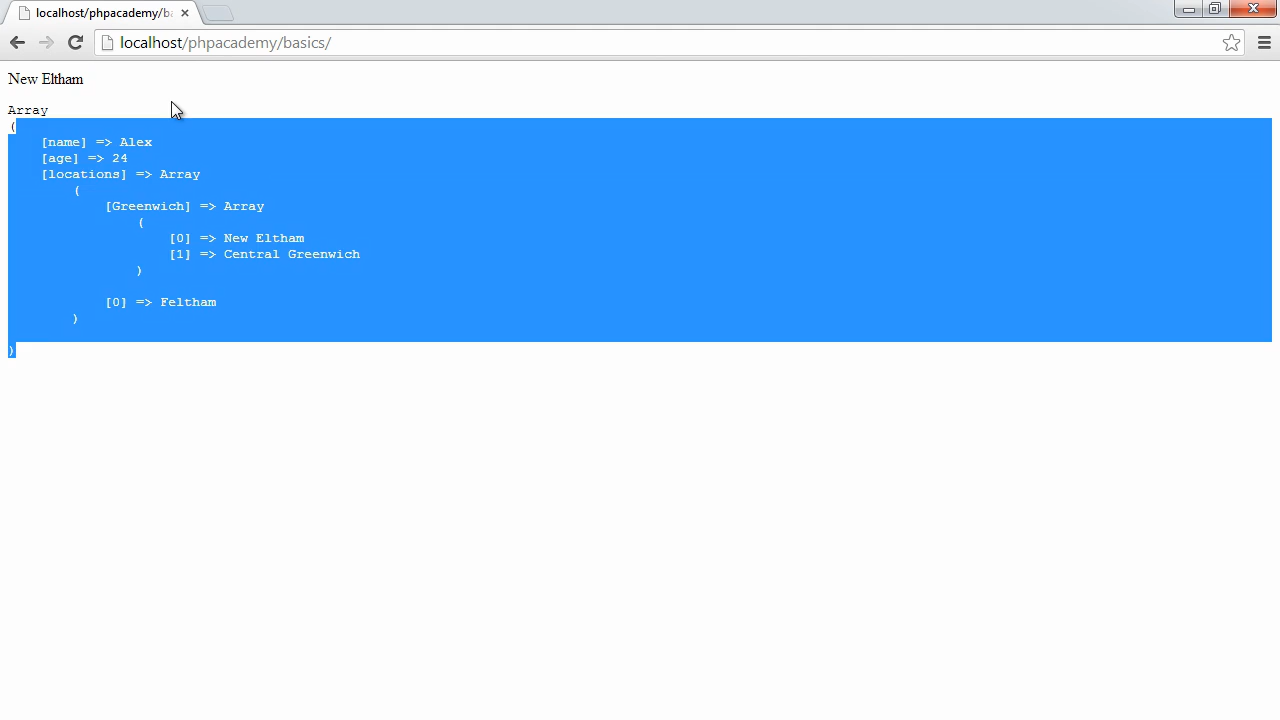 localhost/phpacademy/ba
localhost/phpacademy/basics/
New Eltham
Array
(
    [name] => Alex
    [age] => 24
    [locations] => Array
        (
            [Greenwich] => Array
                (
                    [0] => New Eltham
                    [1] => Central Greenwich
                )
            [0] => Feltham
        )
)